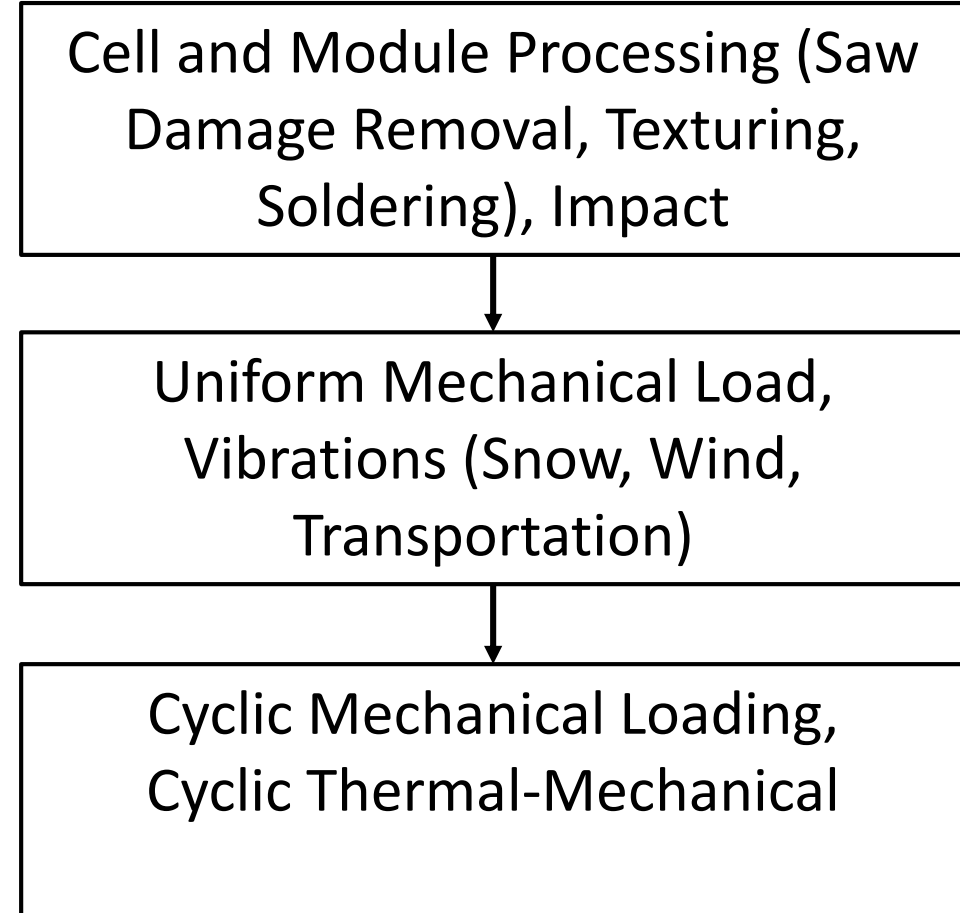 Cell and Module Processing (Saw
Damage Removal, Texturing,
Soldering), Impact
Uniform Mechanical Load,
Vibrations (Snow, Wind,
Transportation)
Cyclic Mechanical Loading,
Cyclic Thermal-Mechanical